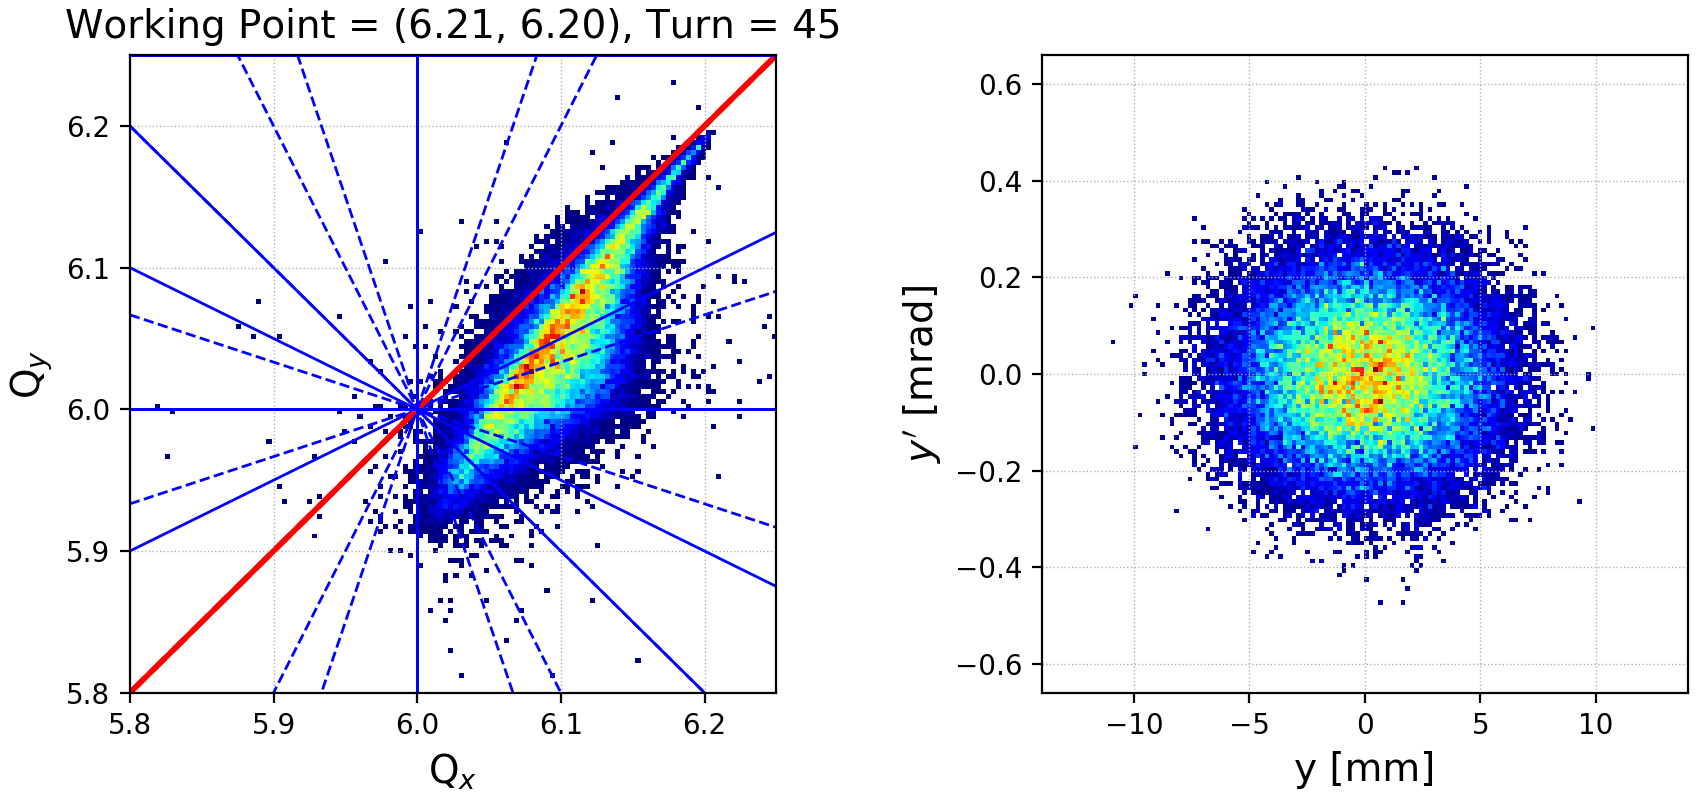 Working Point = (6.21, 6.20), Turn = 45
6.2
6.1
6.0
5.9
5.8
Q_y
5.8 5.9 6.0 6.1 6.2
Q_x
0.6
0.4
0.2
0.0
−0.2
−0.4
−0.6
y′ [mrad]
−10 −5 0 5 10
y [mm]